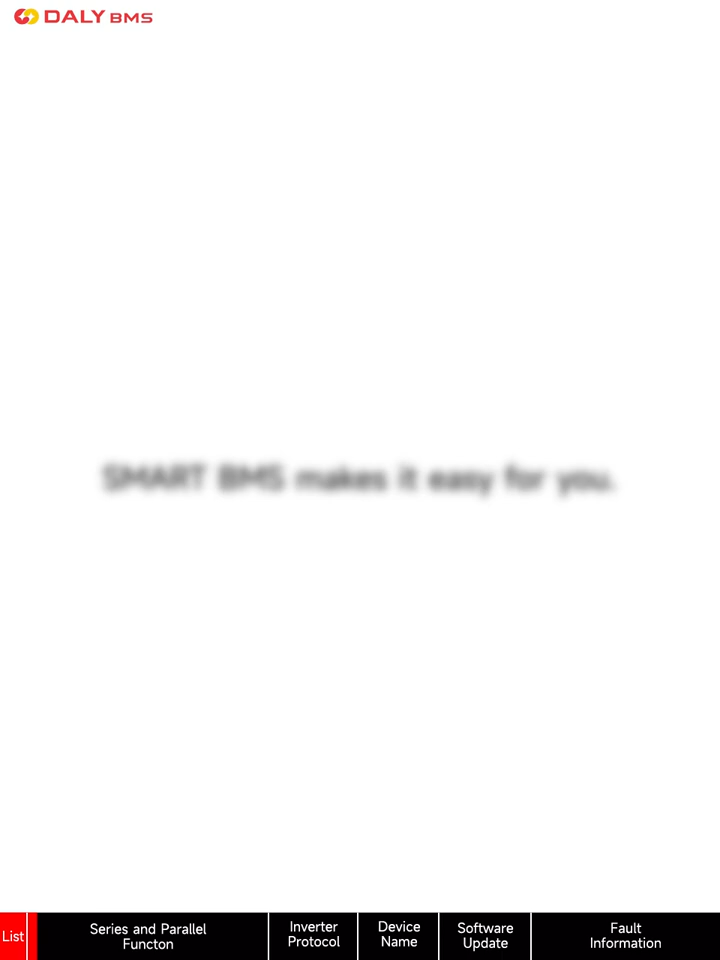 DALY BMS
SMART BMS makes it easy for you.
List
Series and Parallel
Functon
Inverter
Protocol
Device
Name
Software
Update
Fault
Information